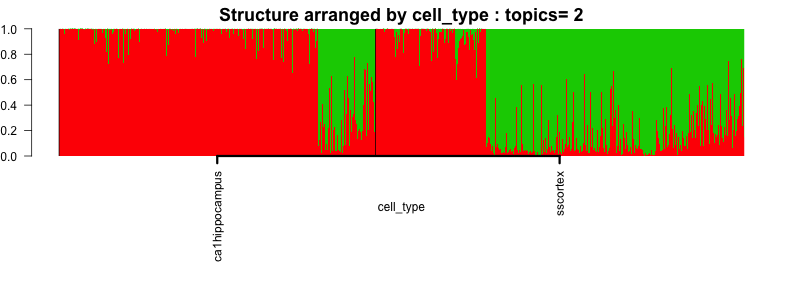 Structure arranged by cell_type : topics= 2
1.0
0.8
0.6
0.4
0.2
0.0
ca1hippocampus
sscortex
cell_type